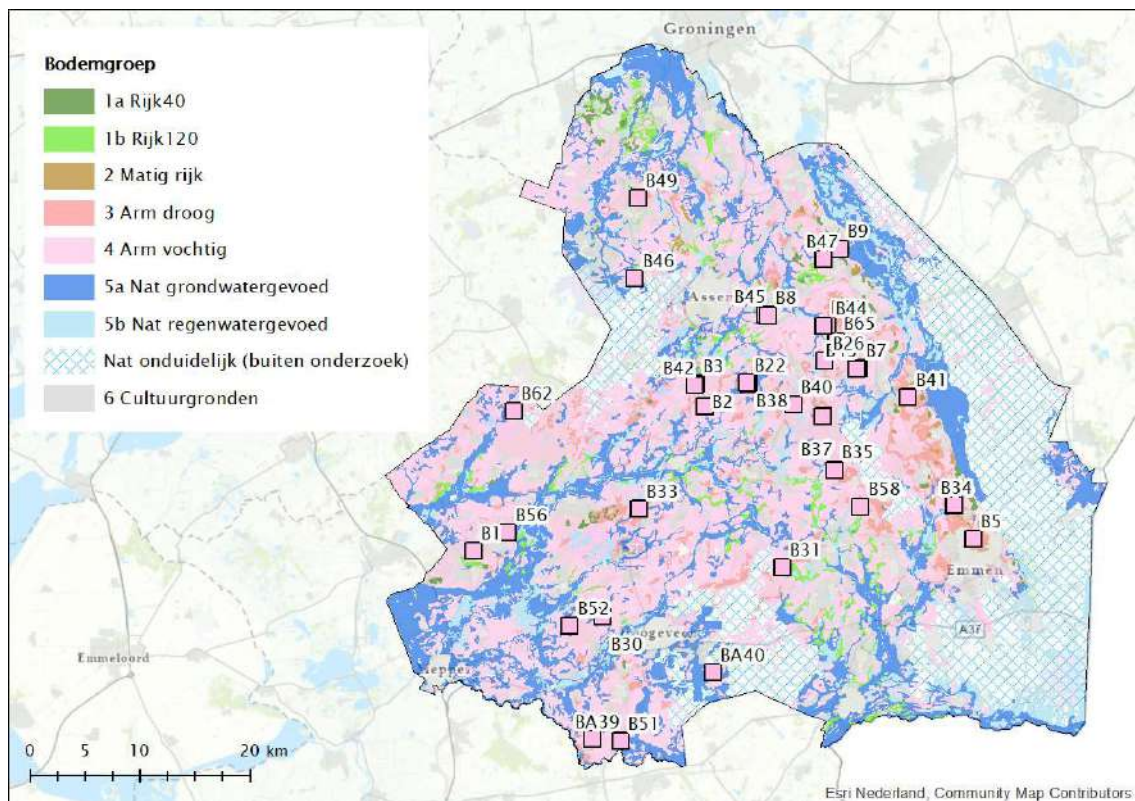 Groningen
Bodemgroep
1a Rijk40
1b Rijk120
2 Matig rijk
3 Arm droog
4 Arm vochtig
5a Nat grondwatergevoed
5b Nat regenwatergevoed
Nat onduidelijk (buiten onderzoek)
6 Cultuurgronden
B49
B47
B9
B46
Assen
B45
B8
B44
B65
B26
B7
B42
B3
B22
B41
B62
B2
B38
B40
B37
B35
B33
B58
B34
B56
B1
B5
B31
Emmen
B52
B30
A37
BA40
Emmeloord
BA39
B51
0 5 10 20 km
Esri Nederland, Community Map Contributors